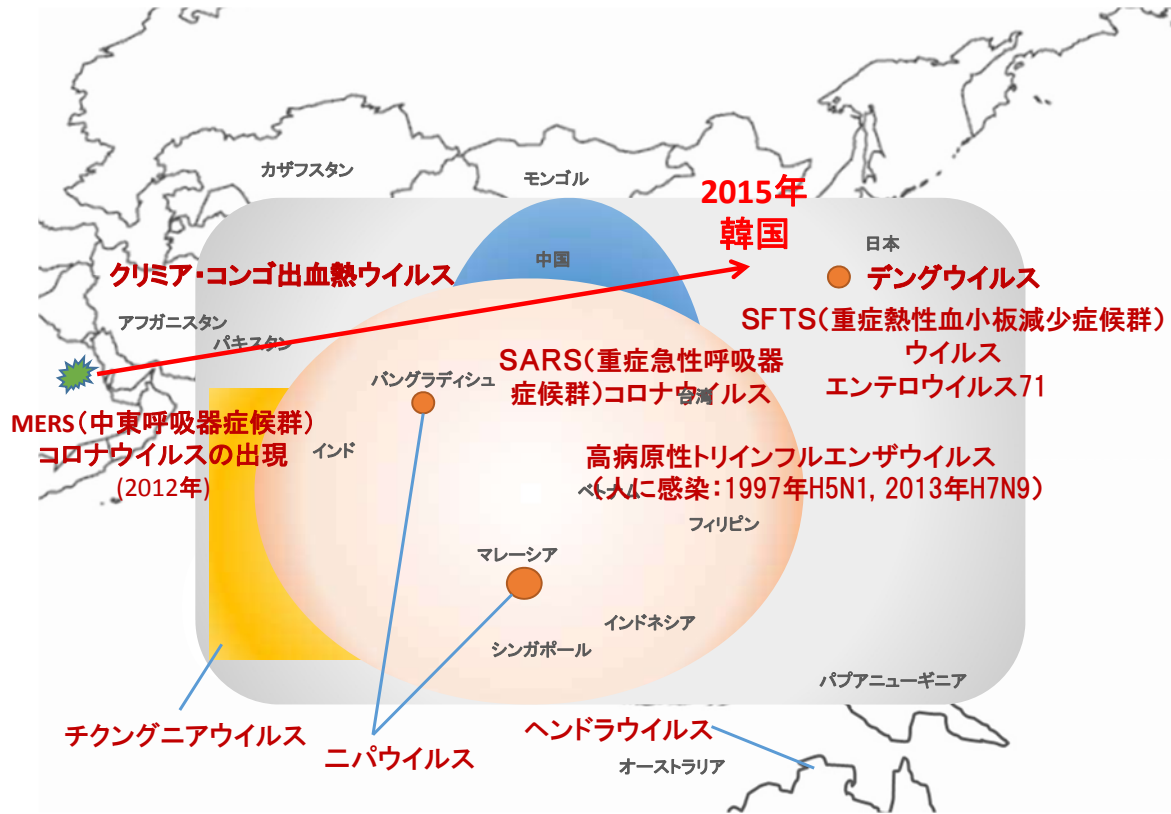 カザフスタン
モンゴル
2015年
韓国
日本
中国
クリミア・コンゴ出血熱ウイルス
デングウイルス
アフガニスタン
パキスタン
SFTS（重症熱性血小板減少症候群）
ウイルス
エンテロウイルス71
SARS（重症急性呼吸器
症候群）コロナウイルス
台湾
バングラディシュ
MERS（中東呼吸器症候群）
コロナウイルスの出現
(2012年)
インド
高病原性トリインフルエンザウイルス
（人に感染：1997年H5N1, 2013年H7N9）
ベトナム
フィリピン
マレーシア
インドネシア
シンガポール
パプアニューギニア
チクングニアウイルス
ニパウイルス
ヘンドラウイルス
オーストラリア